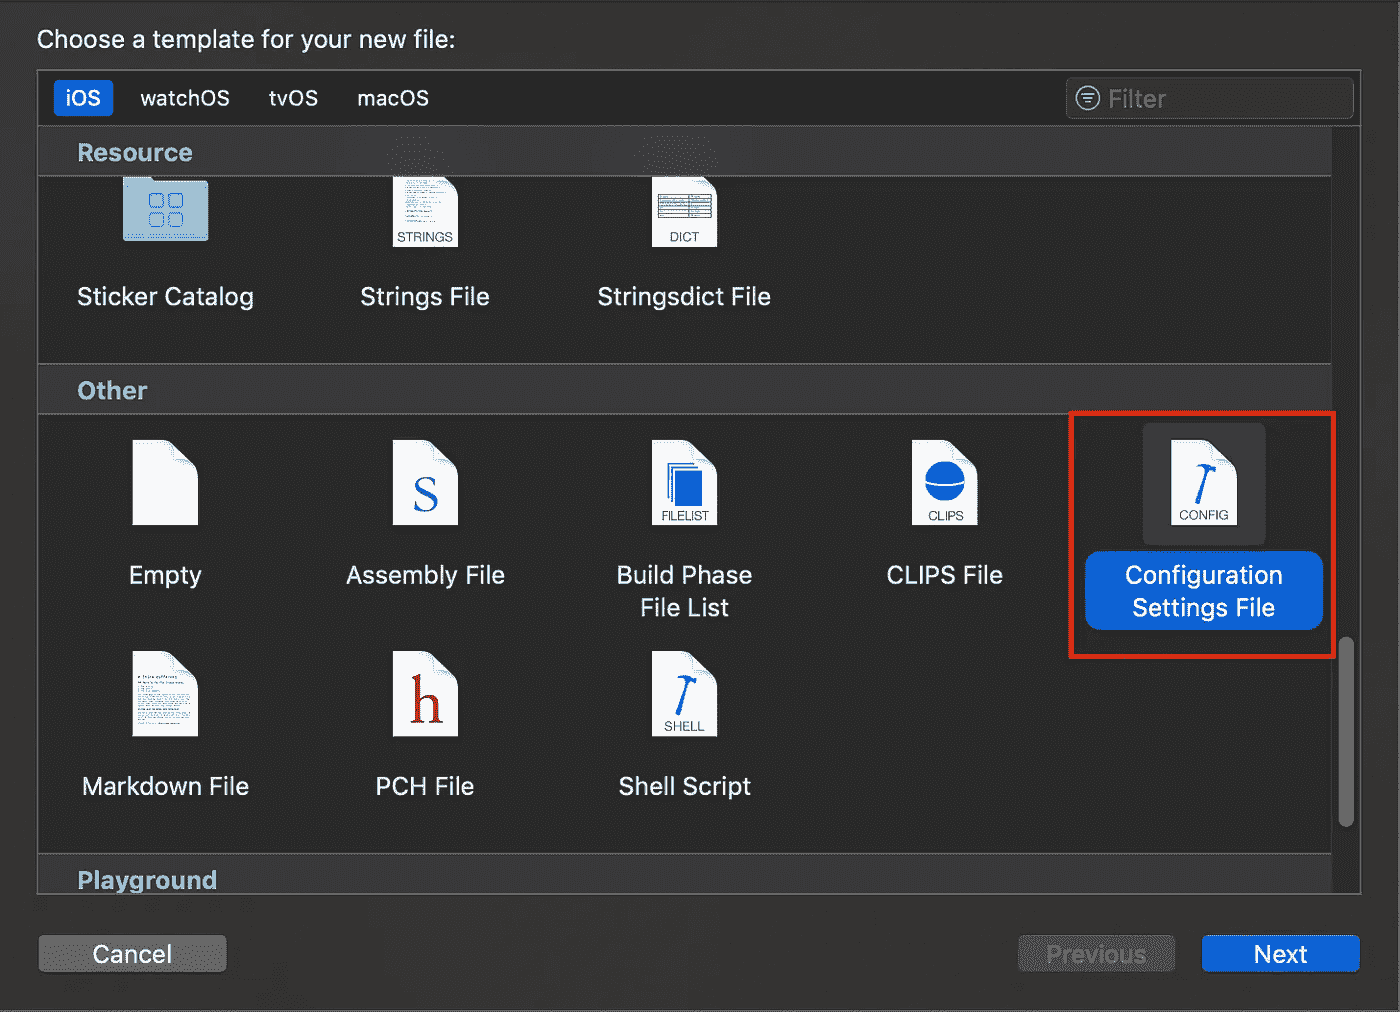 Choose a template for your new file:
iOS watchOS tvOS macOS Filter
Resource
STRINGS DICT
Sticker Catalog Strings File Stringsdict File
Other
S FILELIST CLIPS CONFIG
Empty Assembly File Build Phase File List CLIPS File Configuration Settings File
h SHELL
Markdown File PCH File Shell Script
Playground
Cancel Previous Next